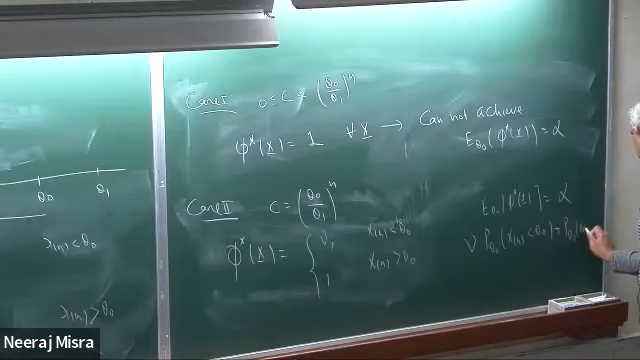 θ0 θ1
x(n) < θ0
x(n) > θ0
Case I 0 ≤ C < (θ0/θ1)^n
φ*(x) = 1 ∀ x → Can not achieve
E_θ0(φ*(x)) = α
Case II C = (θ0/θ1)^n
φ*(x) = { ν, x(n) < θ0
1 x(n) > θ0
E_θ0[φ*(x)] = α
ν P_θ0(x(n) < θ0) + P_θ0(
Neeraj Misra